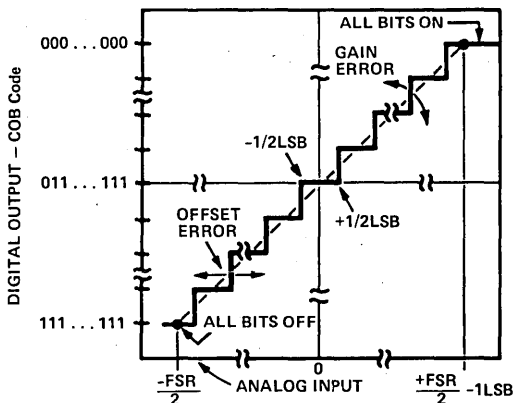 ALL BITS ON
000 . . . 000
GAIN
ERROR
DIGITAL OUTPUT – COB Code
–1/2LSB
011 . . . 111
OFFSET
ERROR
+1/2LSB
111 . . . 111
ALL BITS OFF
–FSR
2
ANALOG INPUT
0
+FSR
2
–1LSB